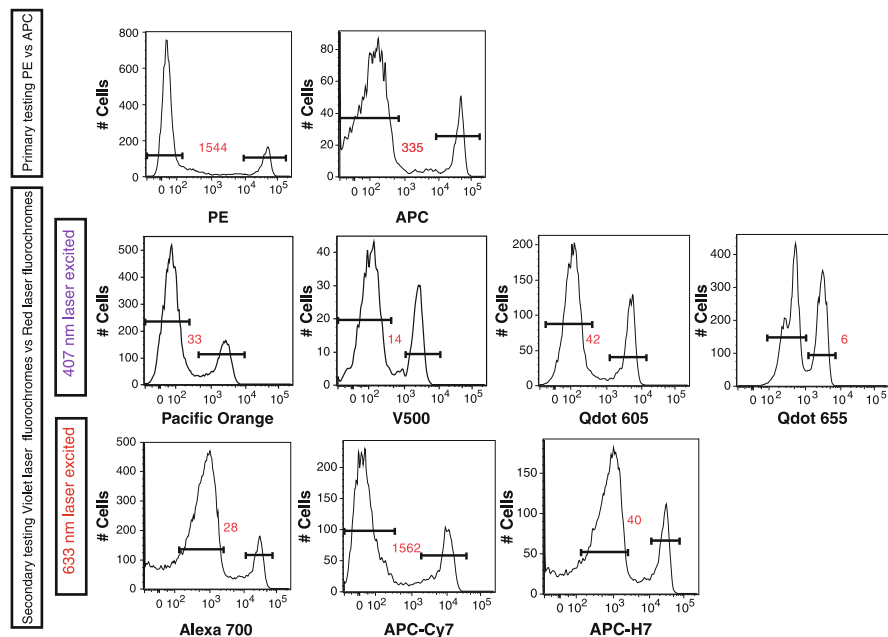 Primary testing PE vs APC
# Cells
800
600
400
200
0
1544
0 10² 10³ 10⁴ 10⁵
PE
# Cells
80
60
40
20
0
335
0 10² 10³ 10⁴ 10⁵
APC
Secondary testing Violet laser fluorochromes vs Red laser fluorochromes
407 nm laser excited
# Cells
500
400
300
200
100
0
33
0 10² 10³ 10⁴ 10⁵
Pacific Orange
# Cells
40
30
20
10
0
14
0 10² 10³ 10⁴ 10⁵
V500
# Cells
200
150
100
50
0
42
0 10² 10³ 10⁴ 10⁵
Qdot 605
# Cells
400
300
200
100
0
6
0 10² 10³ 10⁴ 10⁵
Qdot 655
633 nm laser excited
# Cells
500
400
300
200
100
0
28
0 10² 10³ 10⁴ 10⁵
Alexa 700
# Cells
200
150
100
50
0
1562
0 10² 10³ 10⁴ 10⁵
APC-Cy7
# Cells
150
100
50
0
40
0 10² 10³ 10⁴ 10⁵
APC-H7